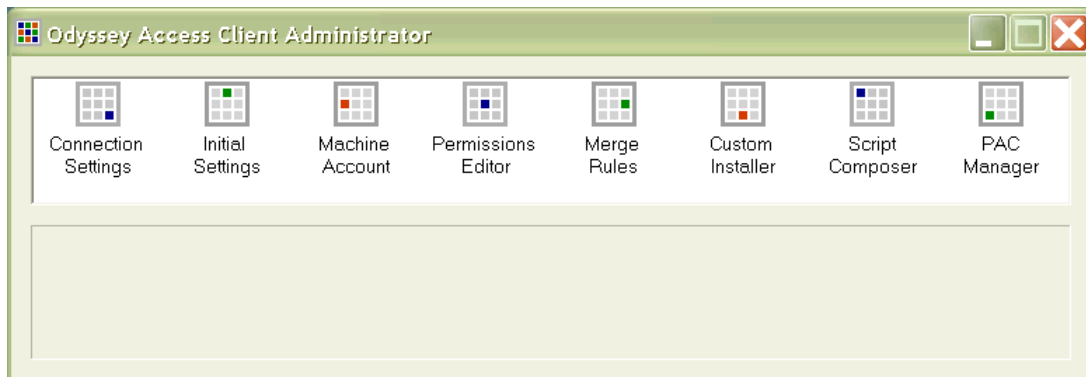 Odyssey Access Client Administrator
Connection Settings
Initial Settings
Machine Account
Permissions Editor
Merge Rules
Custom Installer
Script Composer
PAC Manager